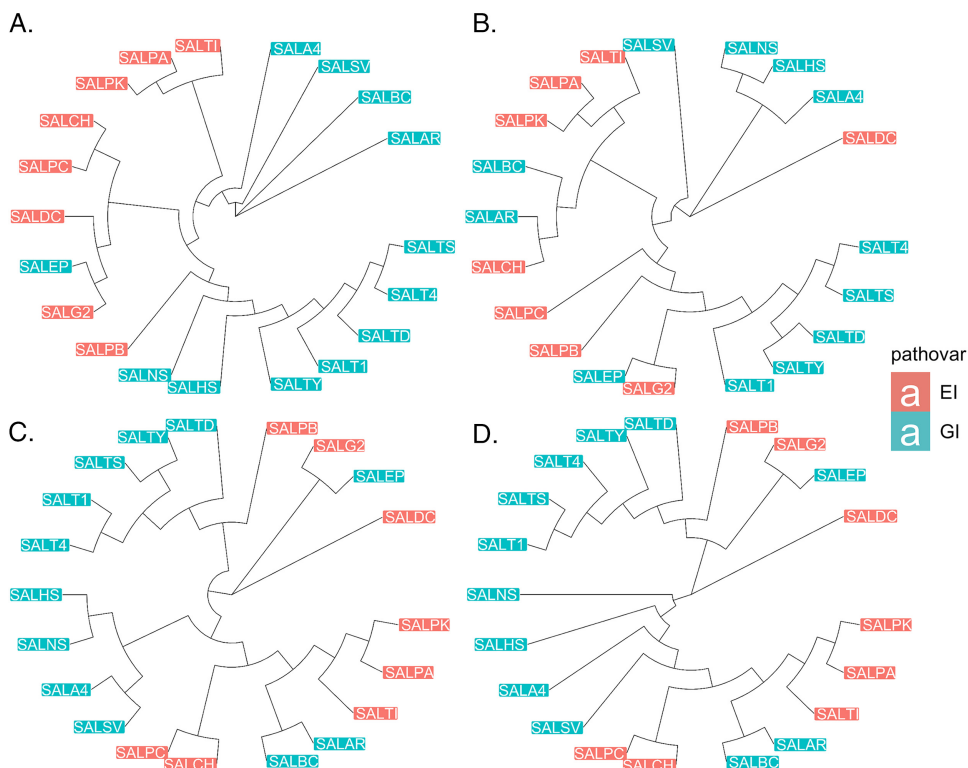 A.
SALTI
SALPA
SALPK
SALCH
SALPC
SALDC
SALEP
SALG2
SALPB
SALNS
SALHS
SALTY
SALT1
SALTD
SALT4
SALTS
SALAR
SALBC
SALSV
SALA4
B.
SALSV
SALTI
SALPA
SALPK
SALBC
SALAR
SALCH
SALPC
SALPB
SALEP
SALG2
SALT1
SALTY
SALTD
SALTS
SALT4
SALDC
SALA4
SALHS
SALNS
pathovar
a EI
a GI
C.
SALTD
SALTY
SALTS
SALT1
SALT4
SALHS
SALNS
SALA4
SALSV
SALPC
SALCH
SALBC
SALAR
SALTI
SALPA
SALPK
SALDC
SALEP
SALG2
SALPB
D.
SALTD
SALTY
SALT4
SALTS
SALT1
SALNS
SALHS
SALA4
SALSV
SALPC
SALCH
SALBC
SALAR
SALTI
SALPA
SALPK
SALDC
SALEP
SALG2
SALPB